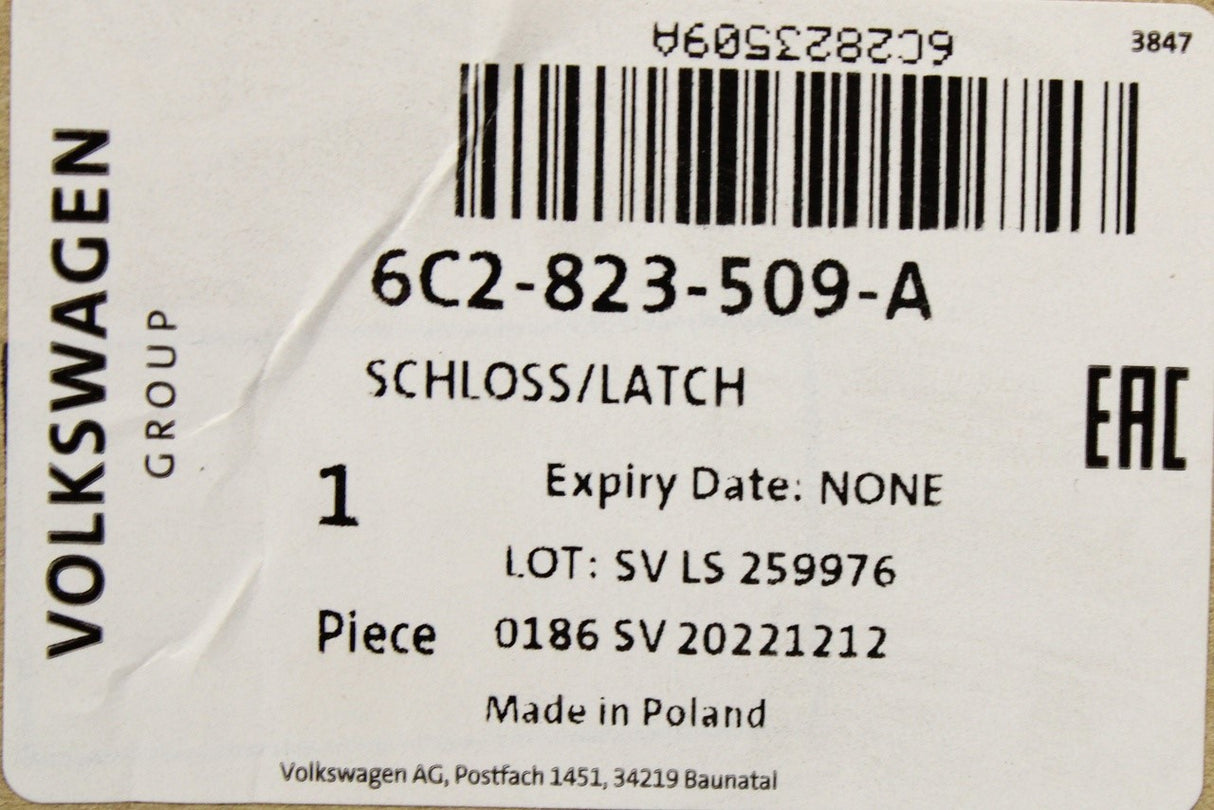 6C2823509A
3847
VOLKSWAGEN
GROUP
6C2-823-509-A
SCHLOSS/LATCH
EAC
1
Expiry Date: NONE
LOT: SV LS 259976
Piece
0186 SV 20221212
Made in Poland
Volkswagen AG, Postfach 1451, 34219 Baunatal